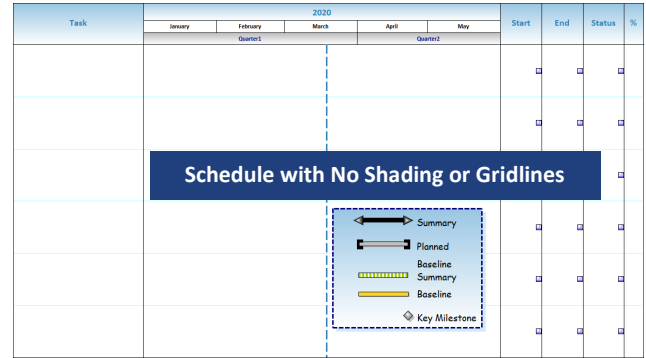 2020
Task
Start
End
Status
%
January
February
March
April
May
Quarter1
Quarter2
Schedule with No Shading or Gridlines
Summary
Planned
Baseline
Summary
Baseline
Key Milestone